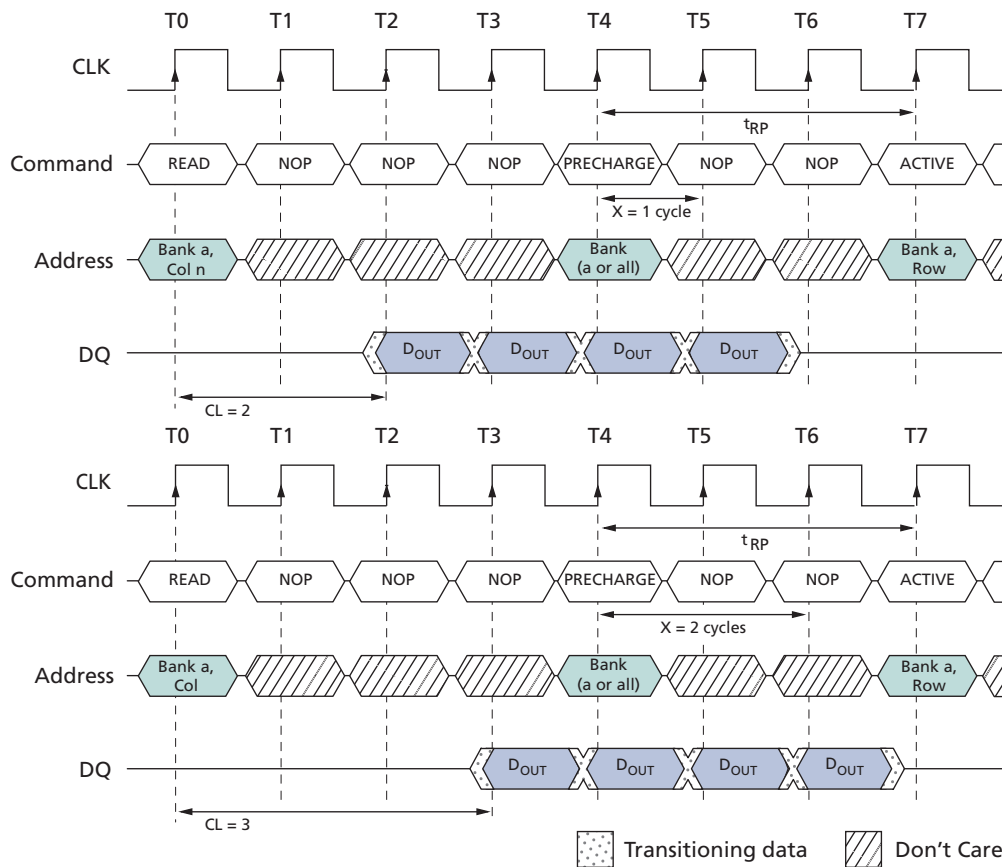 T0 T1 T2 T3 T4 T5 T6 T7
CLK
tRP
Command READ NOP NOP NOP PRECHARGE NOP NOP ACTIVE
X = 1 cycle
Address Bank a, Col n Bank (a or all) Bank a, Row
DQ DOUT DOUT DOUT DOUT
CL = 2
T0 T1 T2 T3 T4 T5 T6 T7
CLK
tRP
Command READ NOP NOP NOP PRECHARGE NOP NOP ACTIVE
X = 2 cycles
Address Bank a, Col Bank (a or all) Bank a, Row
DQ DOUT DOUT DOUT DOUT
CL = 3
Transitioning data Don't Care